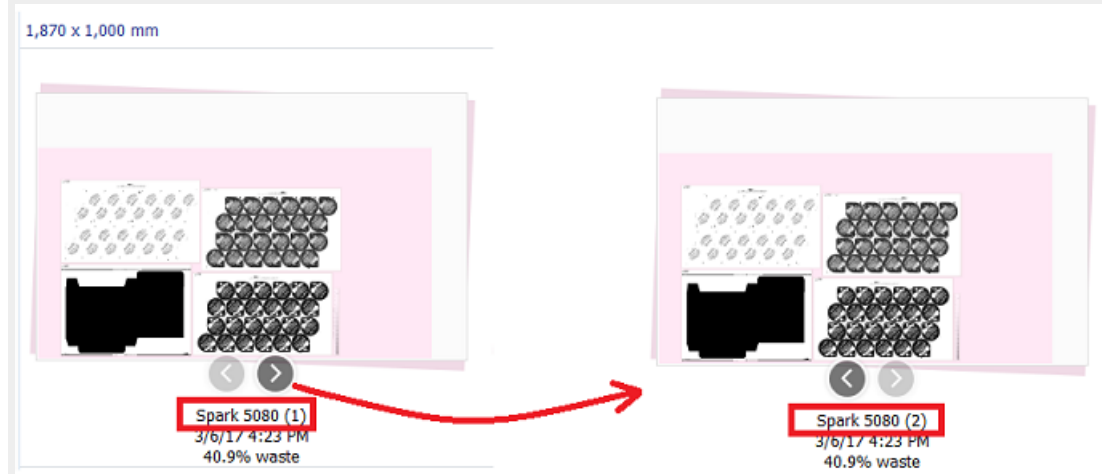 1,870 x 1,000 mm
Spark 5080 (1)
3/6/17 4:23 PM
40.9% waste
Spark 5080 (2)
3/6/17 4:23 PM
40.9% waste